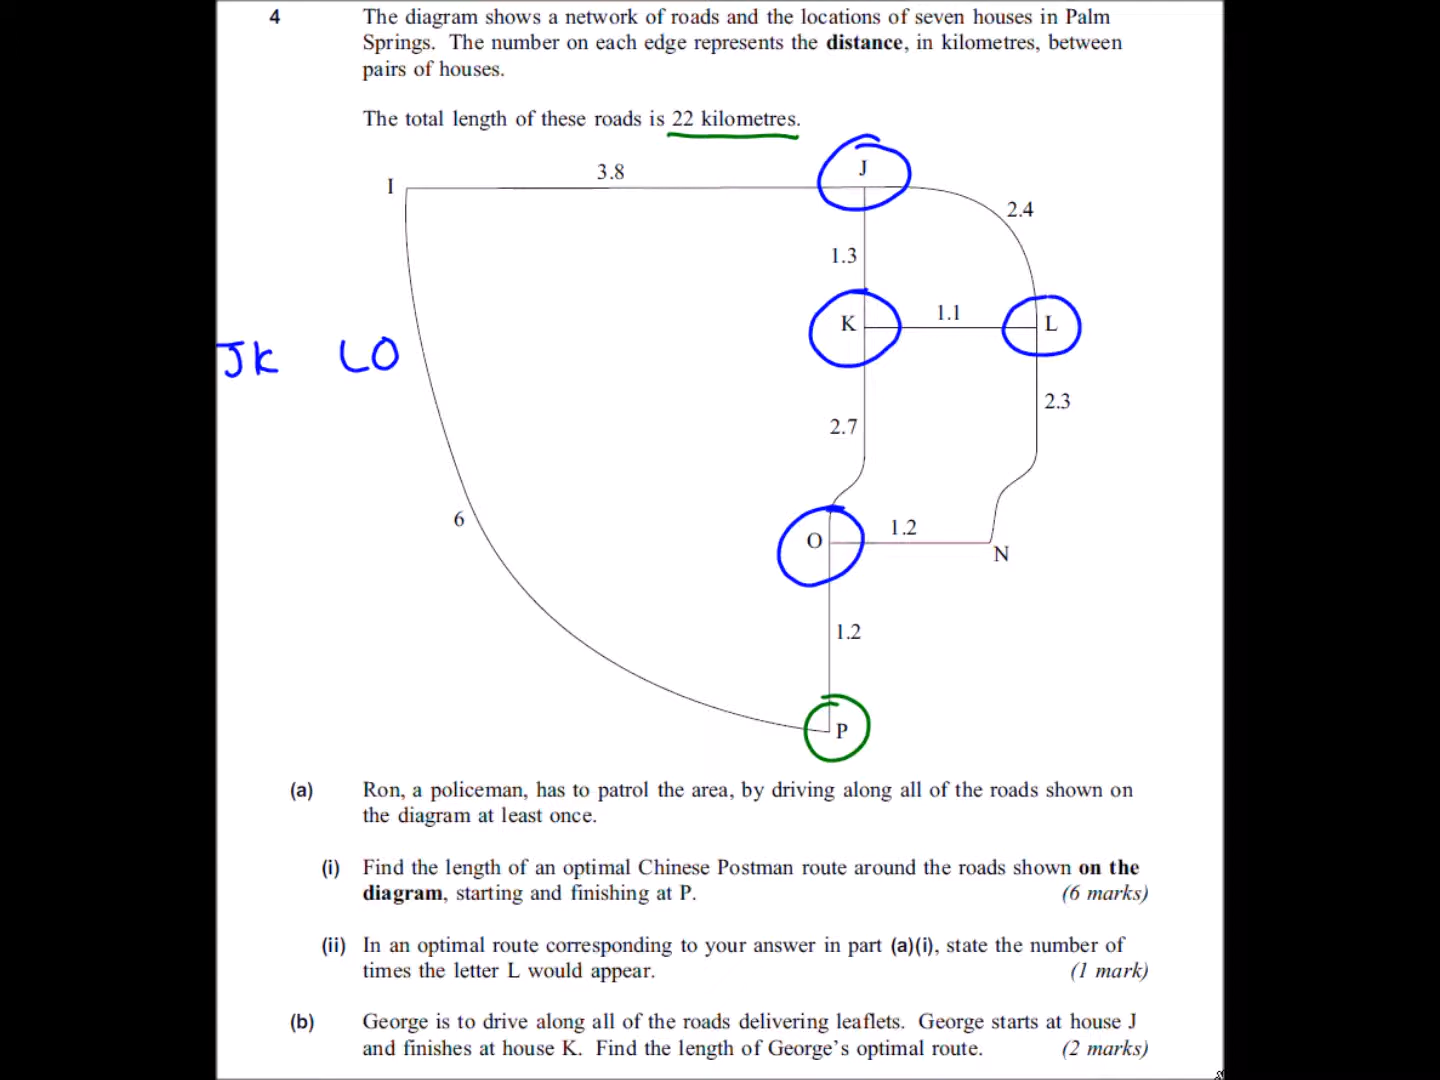 4 The diagram shows a network of roads and the locations of seven houses in Palm
Springs. The number on each edge represents the distance, in kilometres, between
pairs of houses.
The total length of these roads is 22 kilometres.
I 3.8 J
2.4
1.3
K 1.1 L
JK LO
2.3
2.7
6
O 1.2 N
1.2
P
(a) Ron, a policeman, has to patrol the area, by driving along all of the roads shown on
the diagram at least once.
(i) Find the length of an optimal Chinese Postman route around the roads shown on the
diagram, starting and finishing at P. (6 marks)
(ii) In an optimal route corresponding to your answer in part (a)(i), state the number of
times the letter L would appear. (1 mark)
(b) George is to drive along all of the roads delivering leaflets. George starts at house J
and finishes at house K. Find the length of George's optimal route. (2 marks)